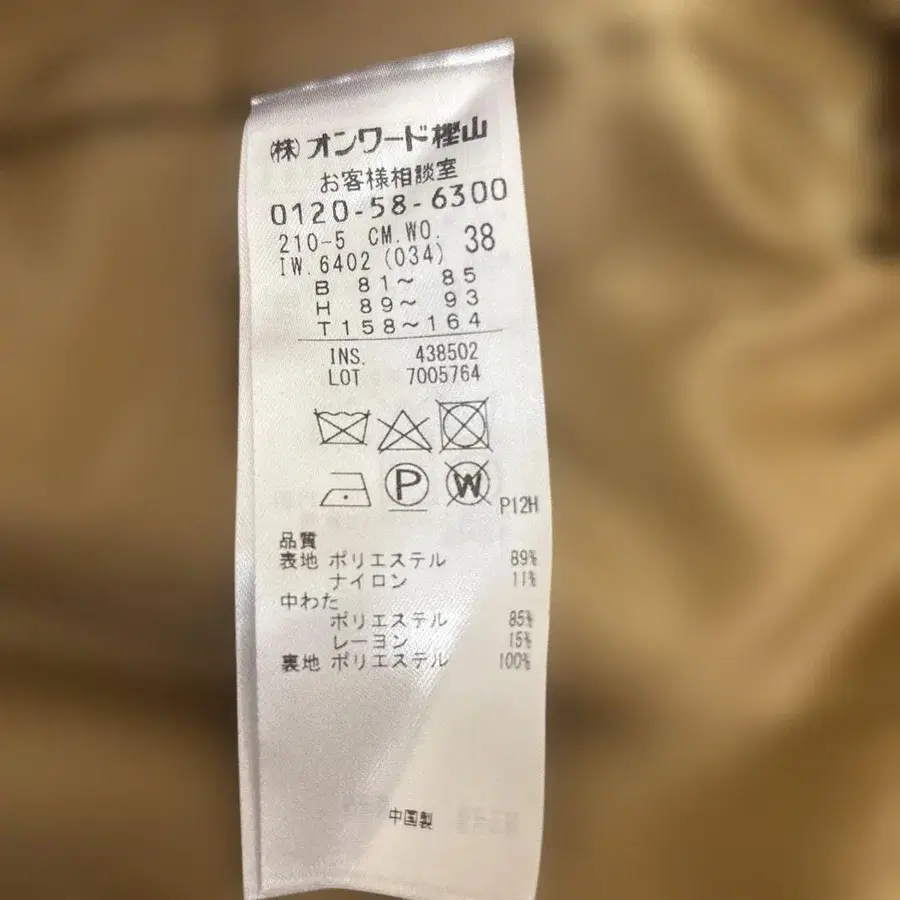 (株)オンワード樫山
お客様相談室
0120-58-6300
210-5 CM.WO. 38
IW.6402 (034)
B 81～ 85
H 89～ 93
T158～164
INS. 438502
LOT 7005764
P W P12H
品質
表地 ポリエステル 89%
ナイロン 11%
中わた
ポリエステル 85%
レーヨン 15%
裏地 ポリエステル 100%
中国製